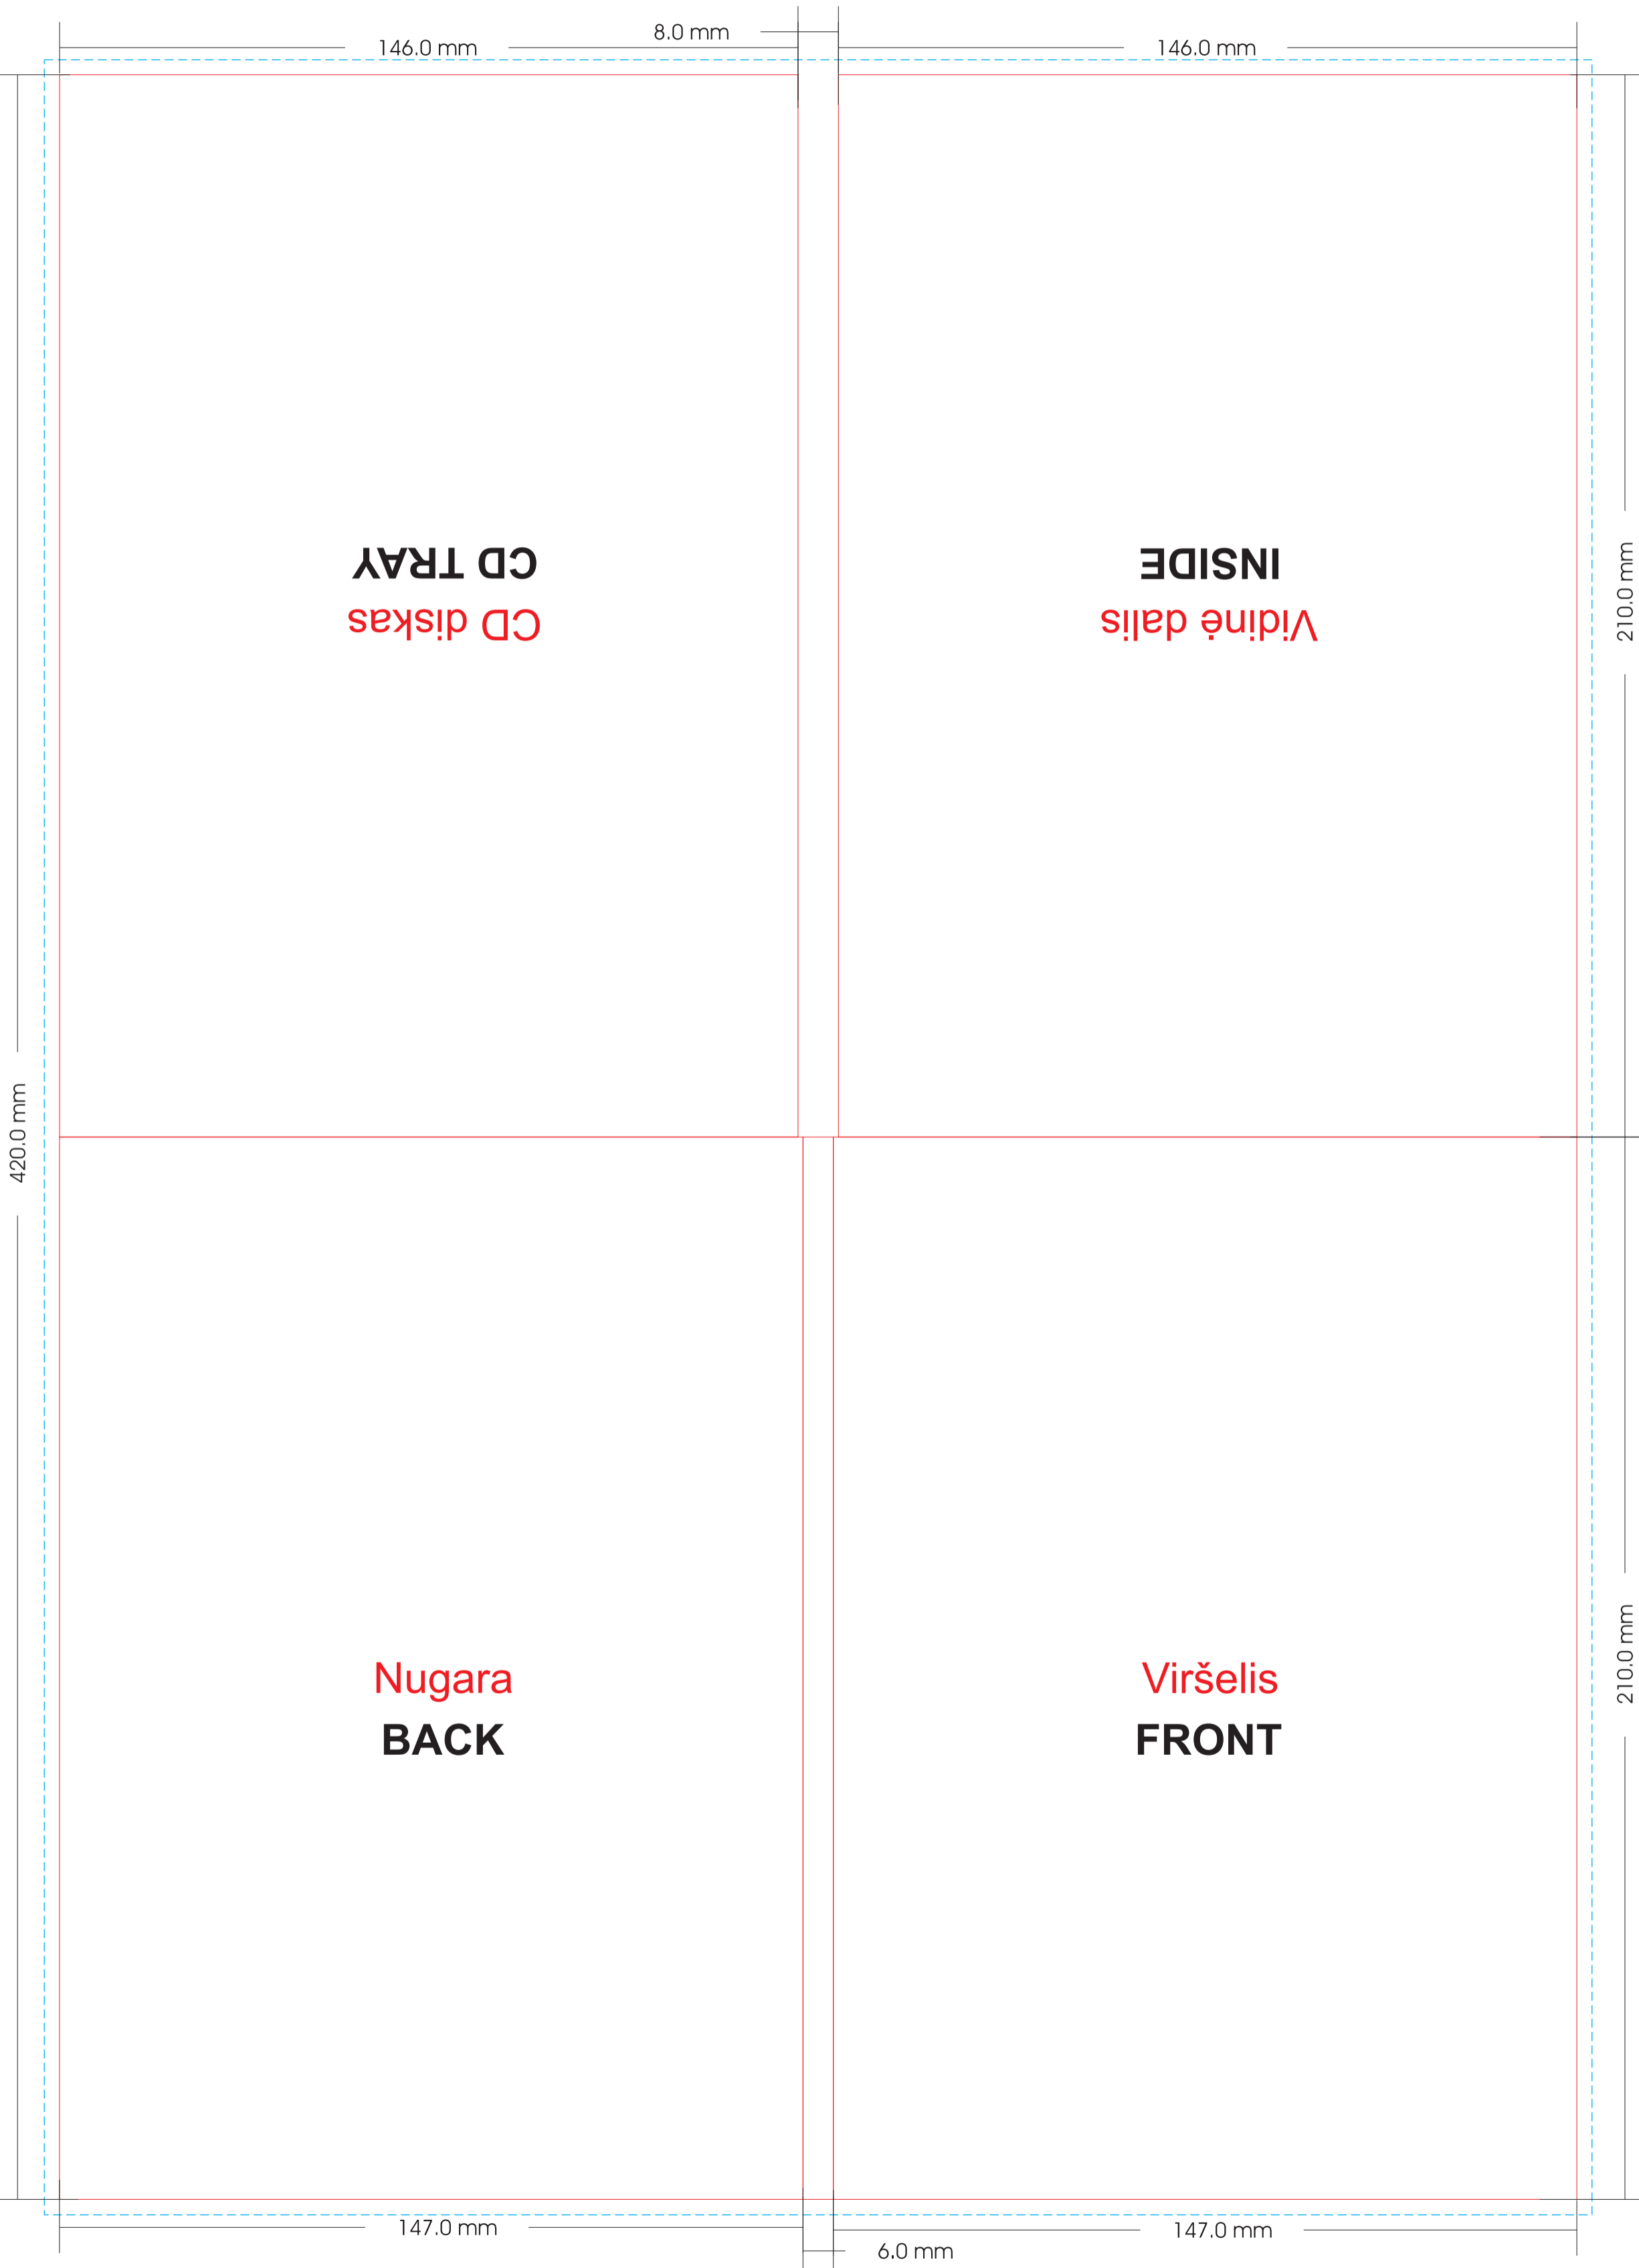 8.0 mm
146.0 mm
146.0 mm
CD TRAY
CD diskas
INSIDE
Vidinė dalis
210.0 mm
420.0 mm
Nugara
BACK
Viršelis
FRONT
210.0 mm
147.0 mm
147.0 mm
6.0 mm